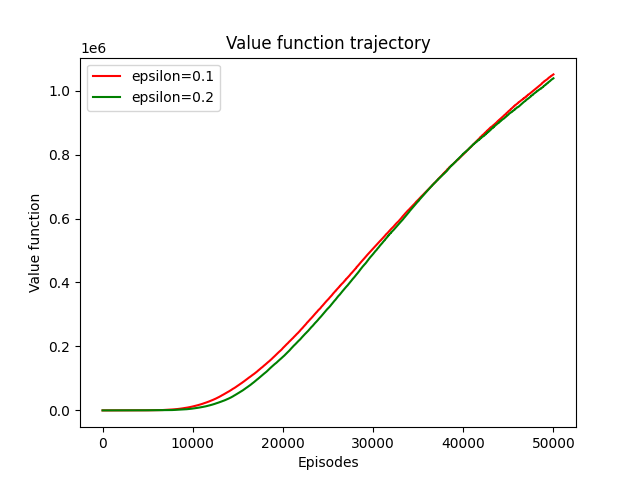 Value function trajectory
1e6
epsilon=0.1
epsilon=0.2
1.0
0.8
0.6
0.4
0.2
0.0
Value function
0 10000 20000 30000 40000 50000
Episodes